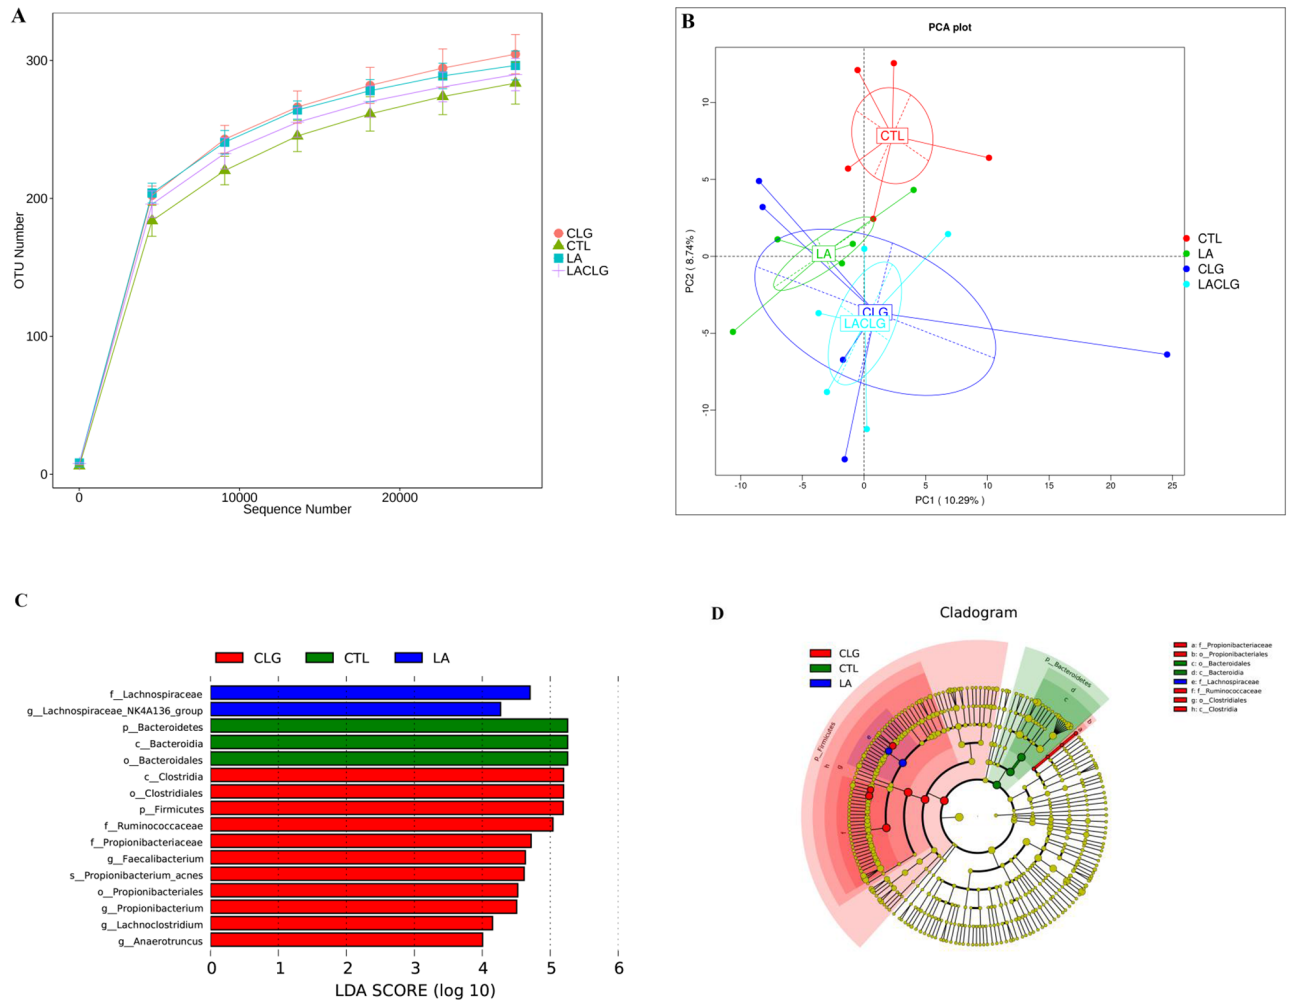 A
OTU Number
300
200
100
0
0
10000
20000
Sequence Number
CLG
CTL
LA
LACLG
B
PCA plot
PC2 ( 8.74% )
10
5
0
-5
-10
CTL
LA
CLG
LACLG
-10
-5
0
5
10
15
20
25
PC1 ( 10.29% )
CTL
LA
CLG
LACLG
C
CLG
CTL
LA
f__Lachnospiraceae
g__Lachnospiraceae_NK4A136_group
p__Bacteroidetes
c__Bacteroidia
o__Bacteroidales
c__Clostridia
o__Clostridiales
p__Firmicutes
f__Ruminococcaceae
f__Propionibacteriaceae
g__Faecalibacterium
s__Propionibacterium_acnes
o__Propionibacteriales
g__Propionibacterium
g__Lachnoclostridium
g__Anaerotruncus
0
1
2
3
4
5
6
LDA SCORE (log 10)
D
Cladogram
CLG
CTL
LA
p__Bacteroidetes
d
c
b
a
p__Firmicutes
h
g
e
f
a: f__Propionibacteriaceae
b: o__Propionibacteriales
c: o__Bacteroidales
d: c__Bacteroidia
e: f__Lachnospiraceae
f: f__Ruminococcaceae
g: o__Clostridiales
h: c__Clostridia